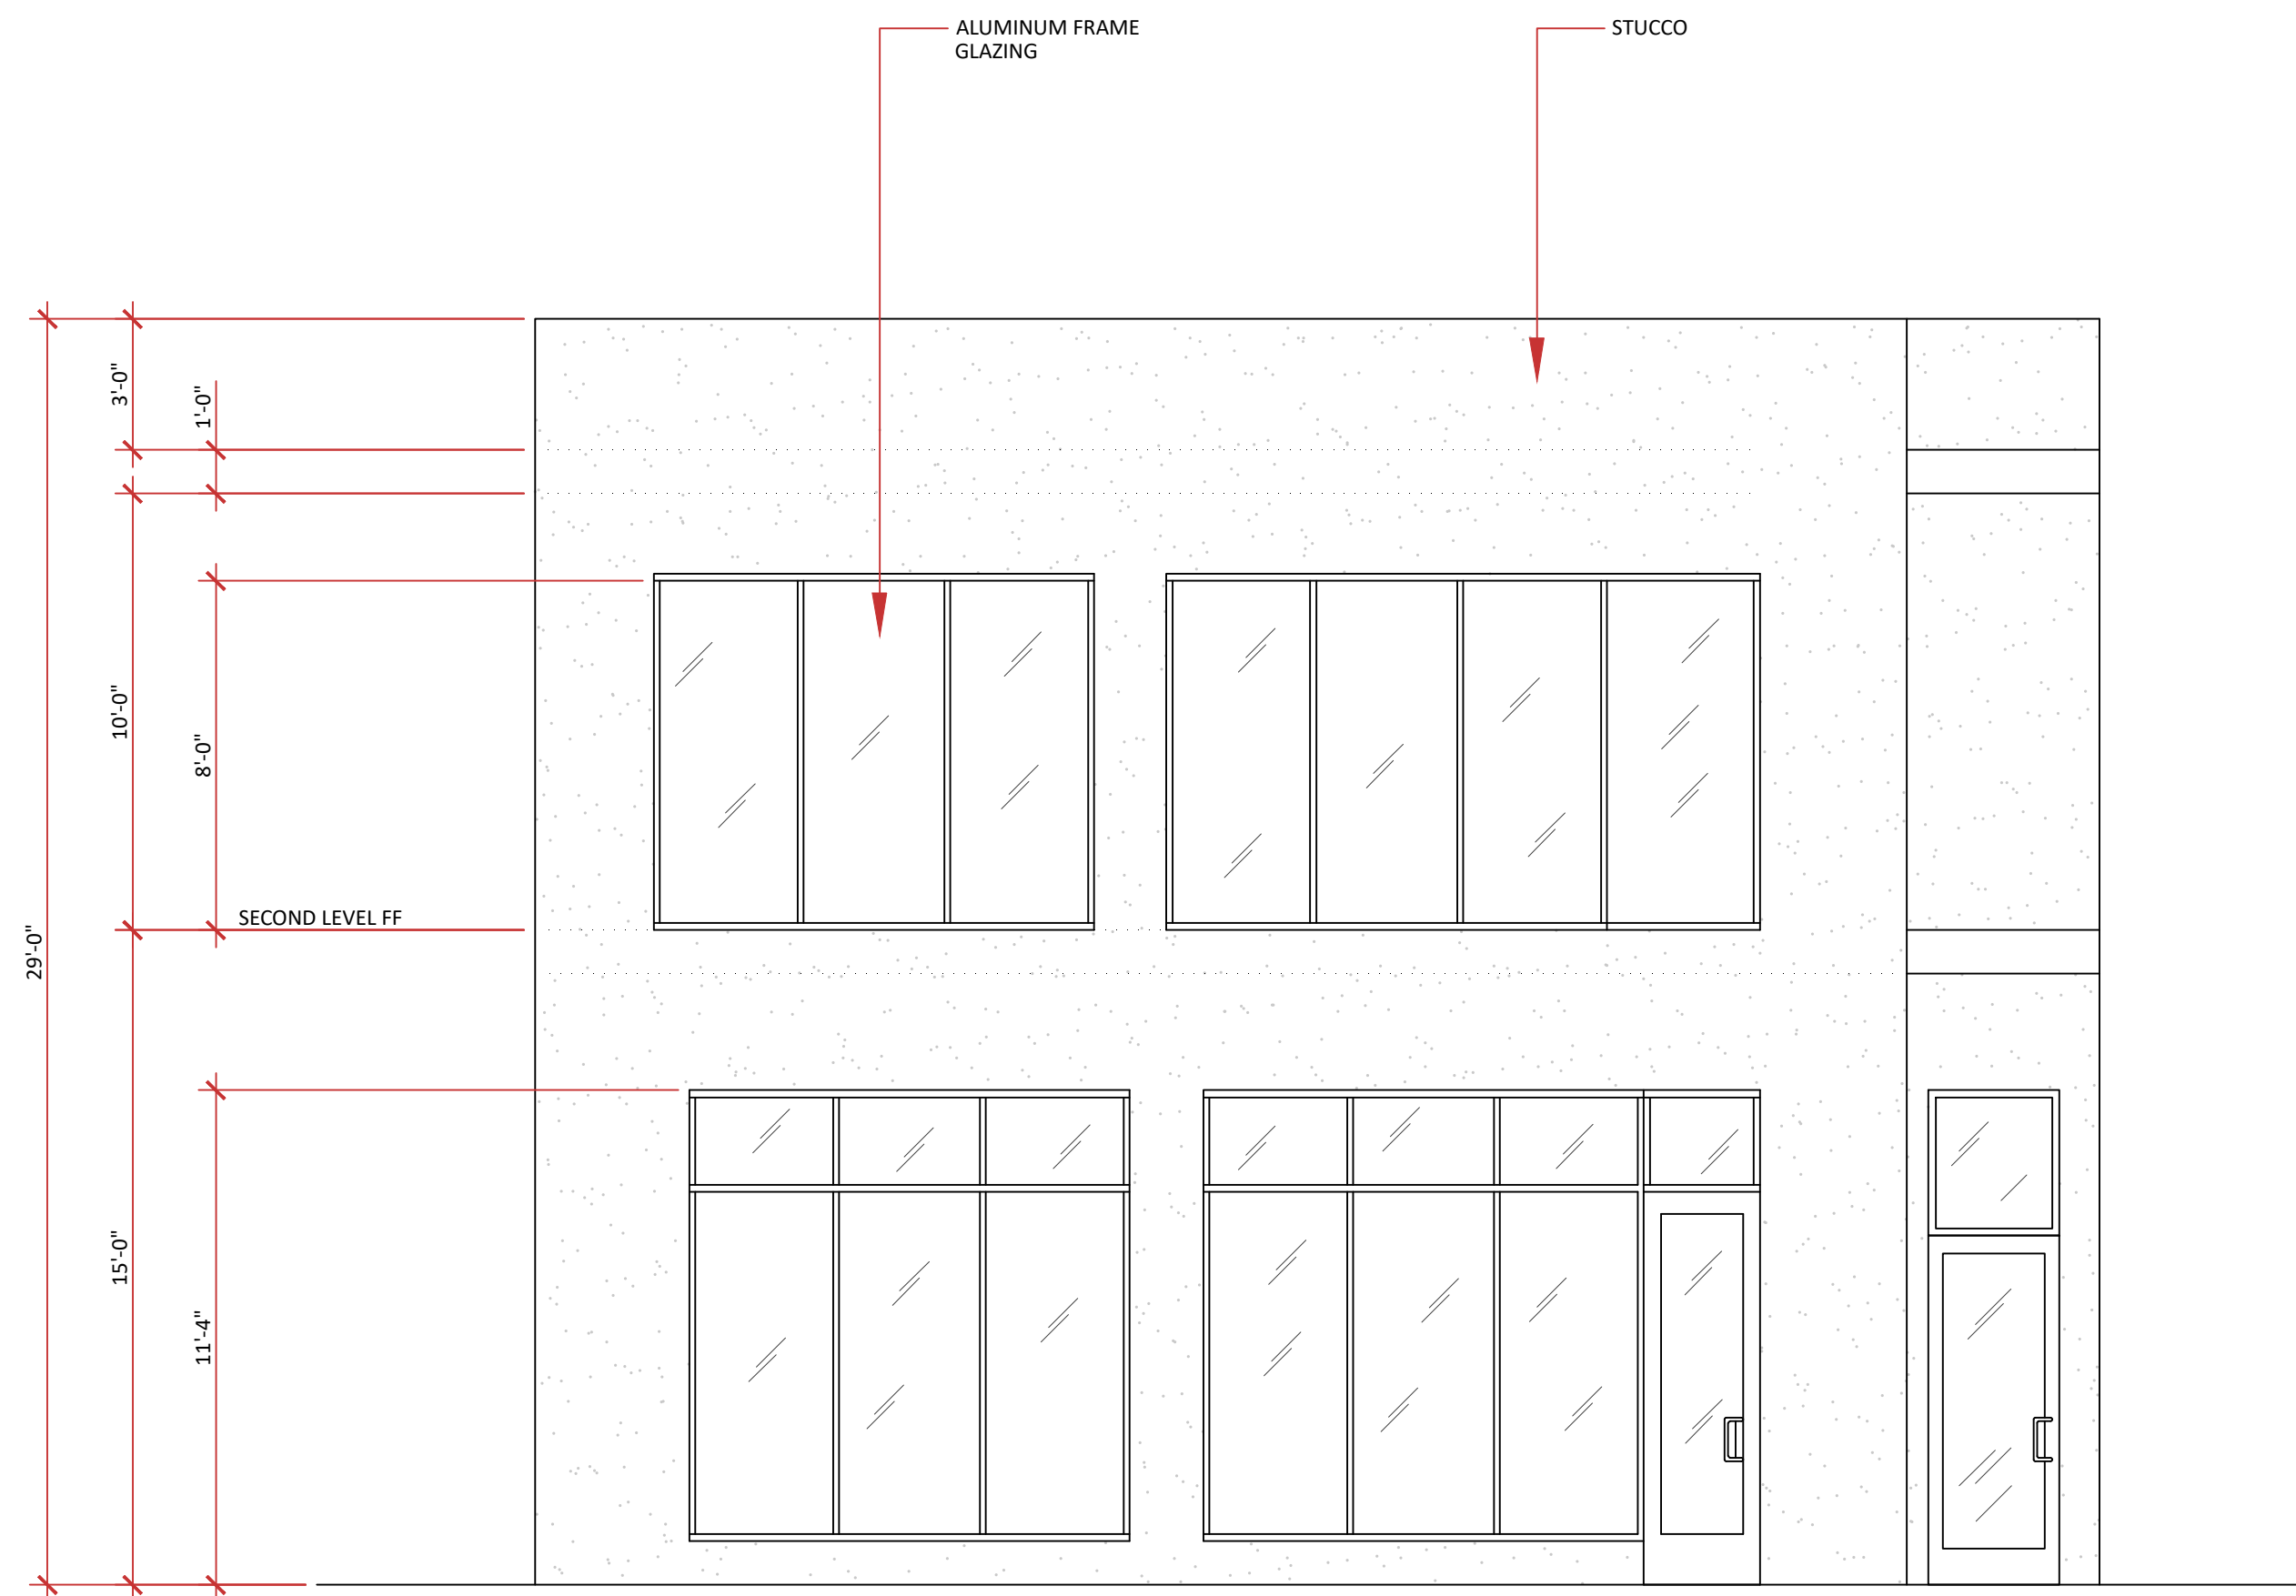 ALUMINUM FRAME
GLAZING
STUCCO
3'-0"
1'-0"
10'-0"
8'-0"
SECOND LEVEL FF
29'-0"
15'-0"
11'-4"